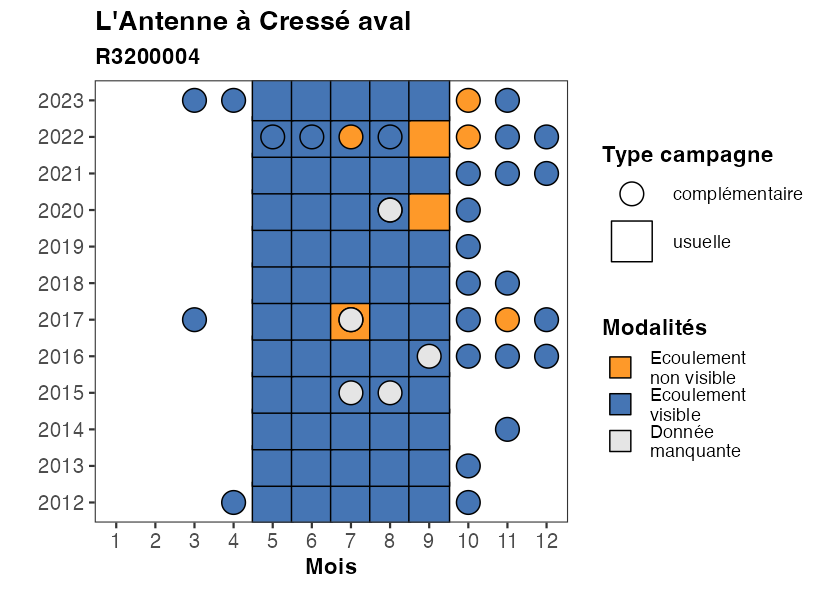 L'Antenne à Cressé aval
R3200004
2023
2022
2021
2020
2019
2018
2017
2016
2015
2014
2013
2012
1 2 3 4 5 6 7 8 9 10 11 12
Mois
Type campagne
complémentaire
usuelle
Modalités
Ecoulement
non visible
Ecoulement
visible
Donnée
manquante